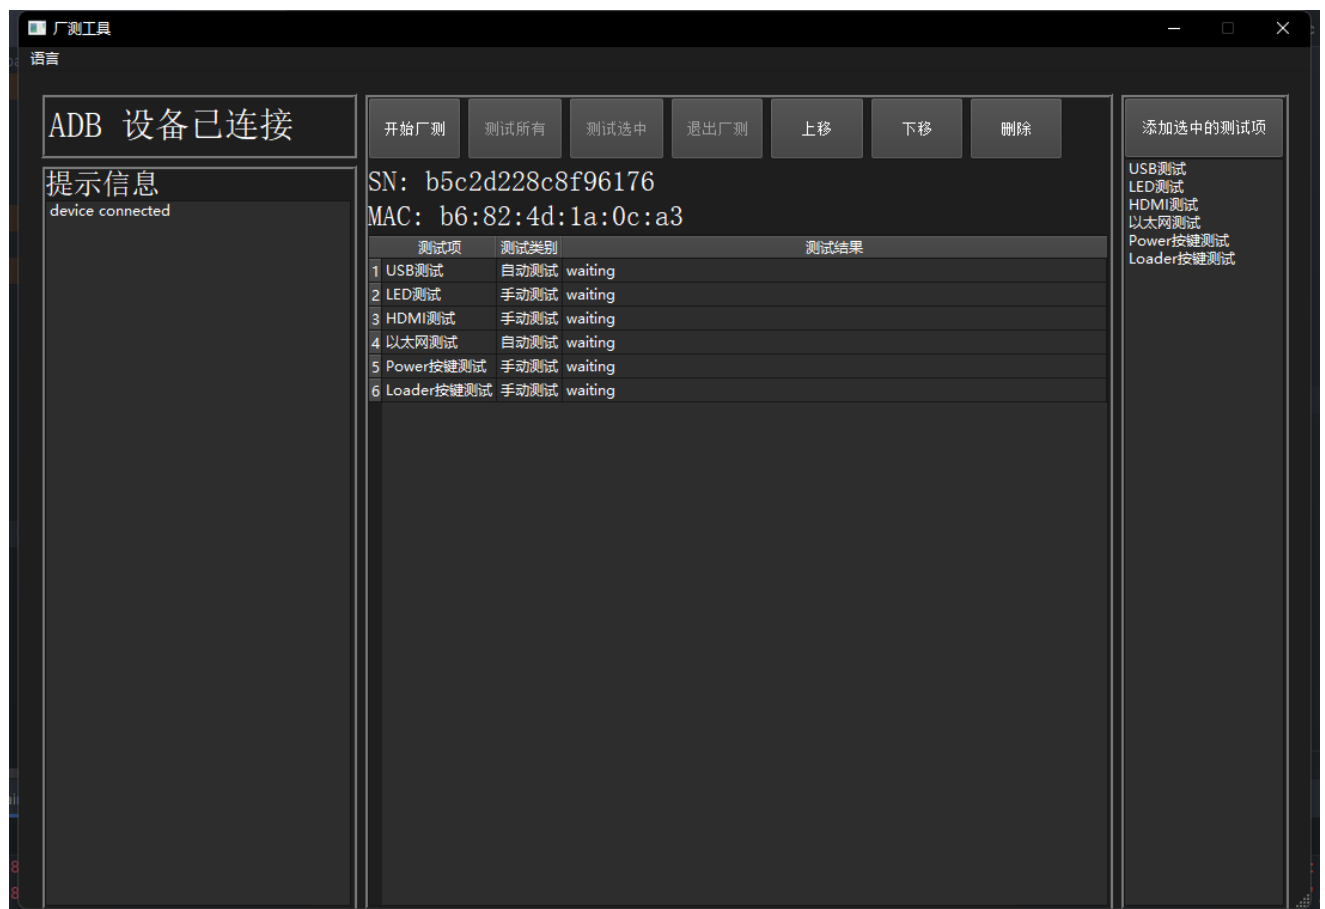 厂测工具
语言
ADB 设备已连接
提示信息
device connected
开始厂测 测试所有 测试选中 退出厂测 上移 下移 删除
SN: b5c2d228c8f96176
MAC: b6:82:4d:1a:0c:a3
测试项 测试类别 测试结果
1 USB测试 自动测试 waiting
2 LED测试 手动测试 waiting
3 HDMI测试 手动测试 waiting
4 以太网测试 自动测试 waiting
5 Power按键测试 手动测试 waiting
6 Loader按键测试 手动测试 waiting
添加选中的测试项
USB测试
LED测试
HDMI测试
以太网测试
Power按键测试
Loader按键测试